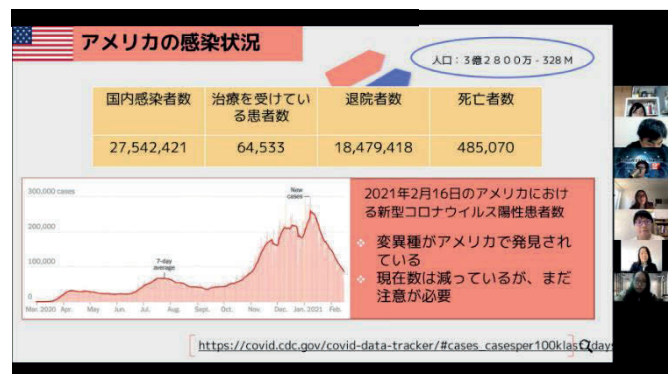 アメリカの感染状況
人口:3億2800万-328M
国内感染者数
治療を受けてい
る患者数
退院者数
死亡者数
27,542,421
64,533
18,479,418
485,070
300,000 cases
200,000
100,000
0
New
cases
7-day
average
Mar. 2020 Apr. May Jun. Jul. Aug. Sept. Oct. Nov. Dec. Jan. 2021 Feb.
2021年2月16日のアメリカにおけ
る新型コロナウイルス陽性患者数
変異種がアメリカで発見され
ている
現在数は減っているが、まだ
注意が必要
https://covid.cdc.gov/covid-data-tracker/#cases_casesper100klast7days